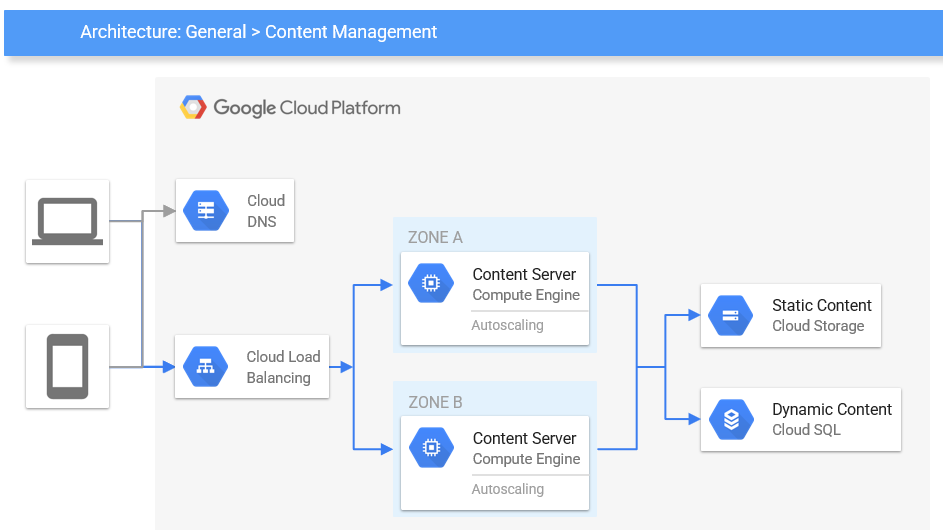 Architecture: General > Content Management
Google Cloud Platform
Cloud
DNS
Cloud Load
Balancing
ZONE A
Content Server
Compute Engine
Autoscaling
ZONE B
Content Server
Compute Engine
Autoscaling
Static Content
Cloud Storage
Dynamic Content
Cloud SQL